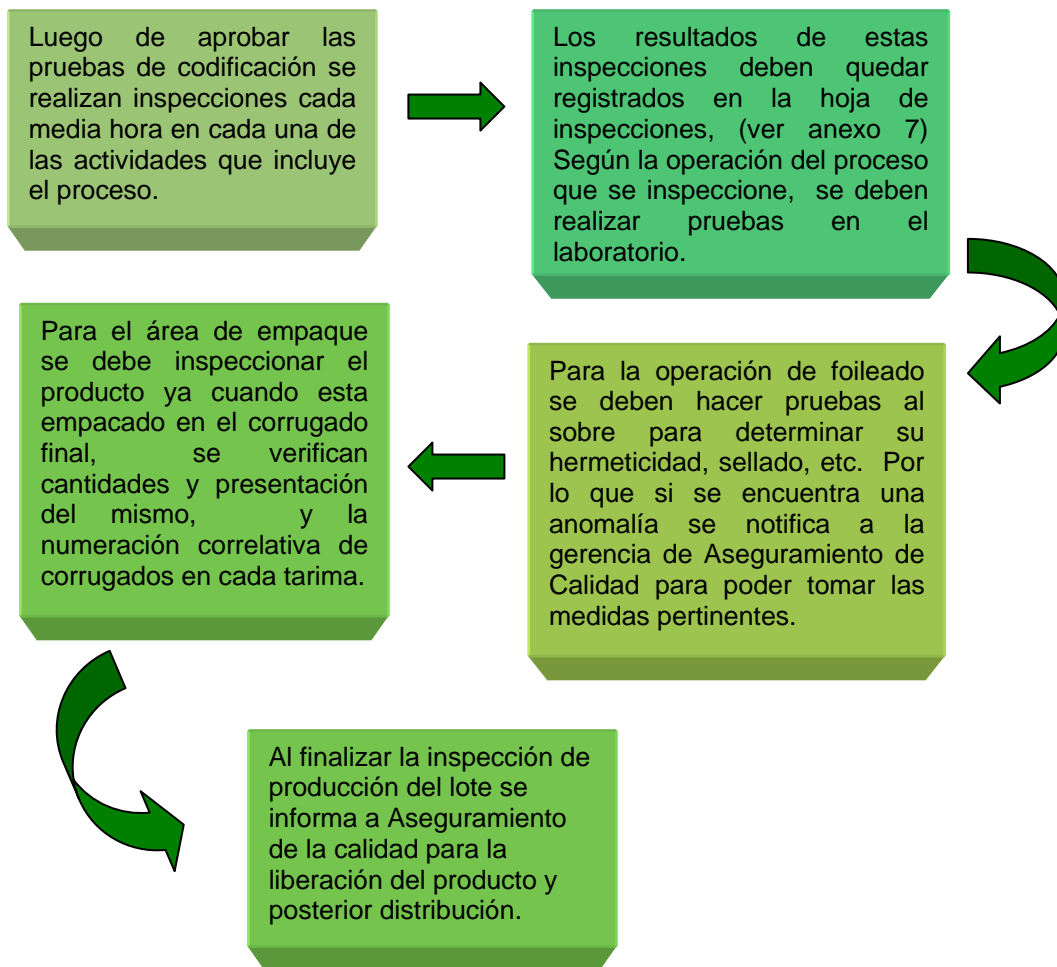 Luego de aprobar las
pruebas de codificación se
realizan inspecciones cada
media hora en cada una de
las actividades que incluye
el proceso.
Los resultados de estas
inspecciones deben quedar
registrados en la hoja de
inspecciones, (ver anexo 7)
Según la operación del proceso
que se inspeccione, se deben
realizar pruebas en el
laboratorio.
Para la operación de foileado
se deben hacer pruebas al
sobre para determinar su
hermeticidad, sellado, etc. Por
lo que si se encuentra una
anomalía se notifica a la
gerencia de Aseguramiento de
Calidad para poder tomar las
medidas pertinentes.
Para el área de empaque
se debe inspeccionar el
producto ya cuando esta
empacado en el corrugado
final, se verifican
cantidades y presentación
del mismo, y la
numeración correlativa de
corrugados en cada tarima.
Al finalizar la inspección de
producción del lote se
informa a Aseguramiento
de la calidad para la
liberación del producto y
posterior distribución.